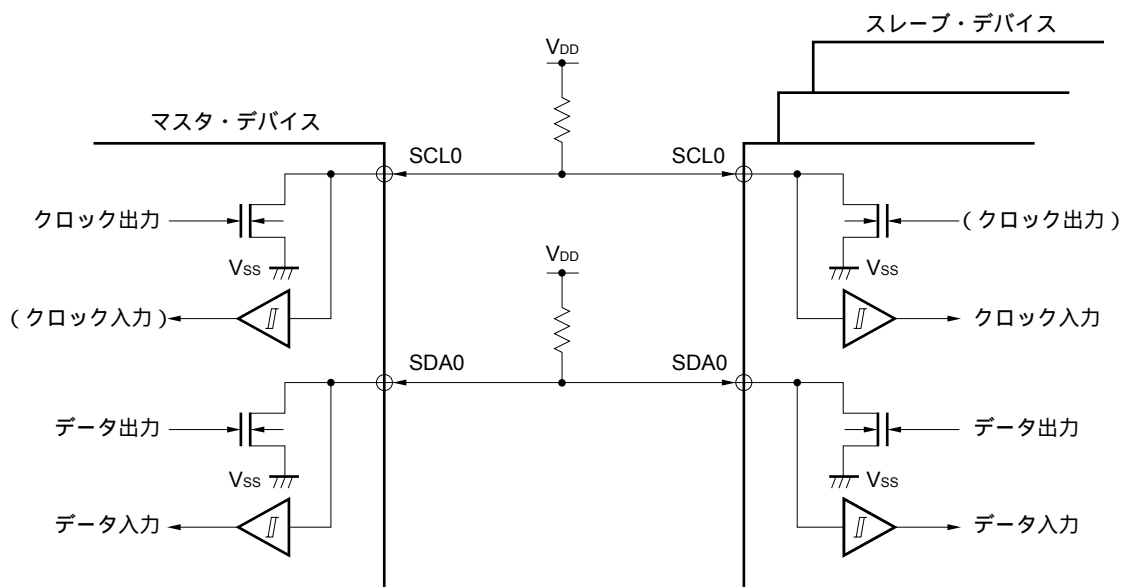 スレーブ・デバイス
VDD
マスタ・デバイス
SCL0
SCL0
クロック出力
(クロック出力)
VSS
VDD
VSS
(クロック入力)
クロック入力
SDA0
SDA0
データ出力
データ出力
VSS
VSS
データ入力
データ入力